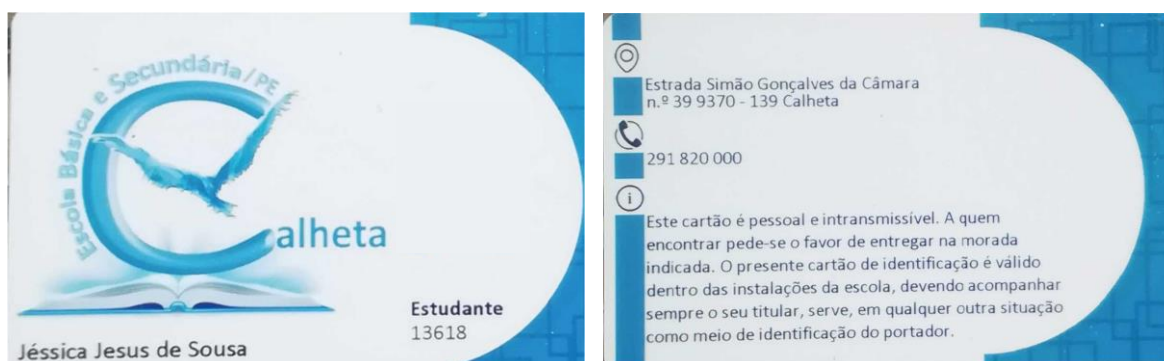 Escola Básica e Secundária/PE
Calheta
Estudante
13618
Jéssica Jesus de Sousa
Estrada Simão Gonçalves da Câmara
n.º 39 9370 - 139 Calheta
291 820 000
i
Este cartão é pessoal e intransmissível. A quem
encontrar pede-se o favor de entregar na morada
indicada. O presente cartão de identificação é válido
dentro das instalações da escola, devendo acompanhar
sempre o seu titular, serve, em qualquer outra situação
como meio de identificação do portador.